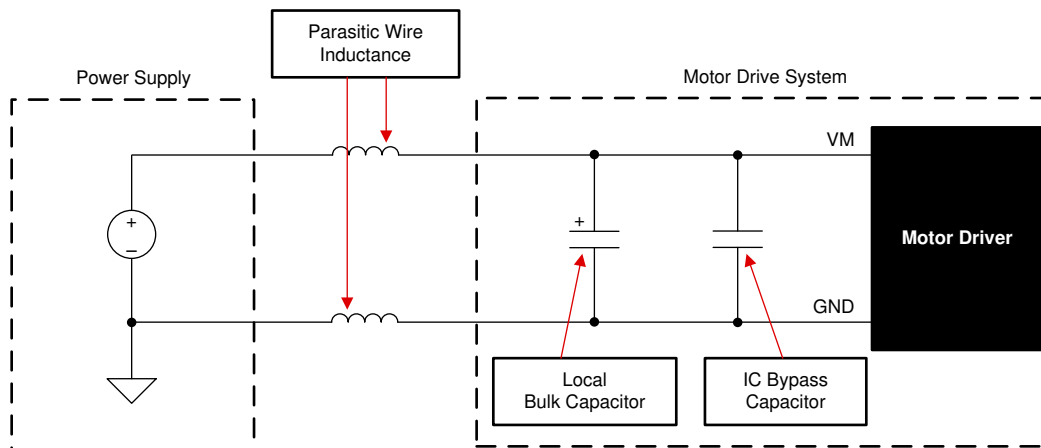 Parasitic Wire
Inductance
Power Supply
Motor Drive System
VM
+
–
+
Motor Driver
GND
Local
Bulk Capacitor
IC Bypass
Capacitor